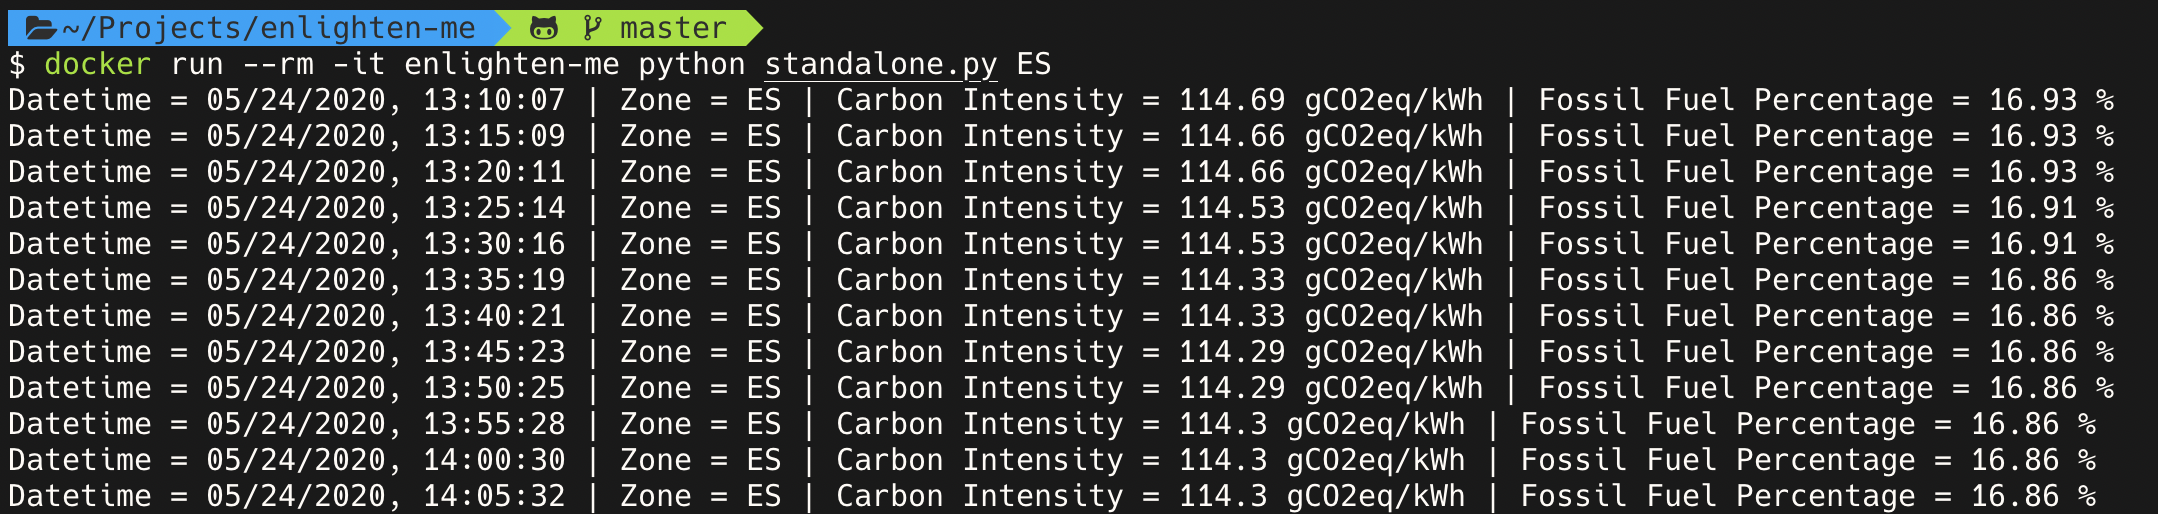 ~/Projects/enlighten-me master
$ docker run --rm -it enlighten-me python standalone.py ES
Datetime = 05/24/2020, 13:10:07 | Zone = ES | Carbon Intensity = 114.69 gCO2eq/kWh | Fossil Fuel Percentage = 16.93 %
Datetime = 05/24/2020, 13:15:09 | Zone = ES | Carbon Intensity = 114.66 gCO2eq/kWh | Fossil Fuel Percentage = 16.93 %
Datetime = 05/24/2020, 13:20:11 | Zone = ES | Carbon Intensity = 114.66 gCO2eq/kWh | Fossil Fuel Percentage = 16.93 %
Datetime = 05/24/2020, 13:25:14 | Zone = ES | Carbon Intensity = 114.53 gCO2eq/kWh | Fossil Fuel Percentage = 16.91 %
Datetime = 05/24/2020, 13:30:16 | Zone = ES | Carbon Intensity = 114.53 gCO2eq/kWh | Fossil Fuel Percentage = 16.91 %
Datetime = 05/24/2020, 13:35:19 | Zone = ES | Carbon Intensity = 114.33 gCO2eq/kWh | Fossil Fuel Percentage = 16.86 %
Datetime = 05/24/2020, 13:40:21 | Zone = ES | Carbon Intensity = 114.33 gCO2eq/kWh | Fossil Fuel Percentage = 16.86 %
Datetime = 05/24/2020, 13:45:23 | Zone = ES | Carbon Intensity = 114.29 gCO2eq/kWh | Fossil Fuel Percentage = 16.86 %
Datetime = 05/24/2020, 13:50:25 | Zone = ES | Carbon Intensity = 114.29 gCO2eq/kWh | Fossil Fuel Percentage = 16.86 %
Datetime = 05/24/2020, 13:55:28 | Zone = ES | Carbon Intensity = 114.3 gCO2eq/kWh | Fossil Fuel Percentage = 16.86 %
Datetime = 05/24/2020, 14:00:30 | Zone = ES | Carbon Intensity = 114.3 gCO2eq/kWh | Fossil Fuel Percentage = 16.86 %
Datetime = 05/24/2020, 14:05:32 | Zone = ES | Carbon Intensity = 114.3 gCO2eq/kWh | Fossil Fuel Percentage = 16.86 %